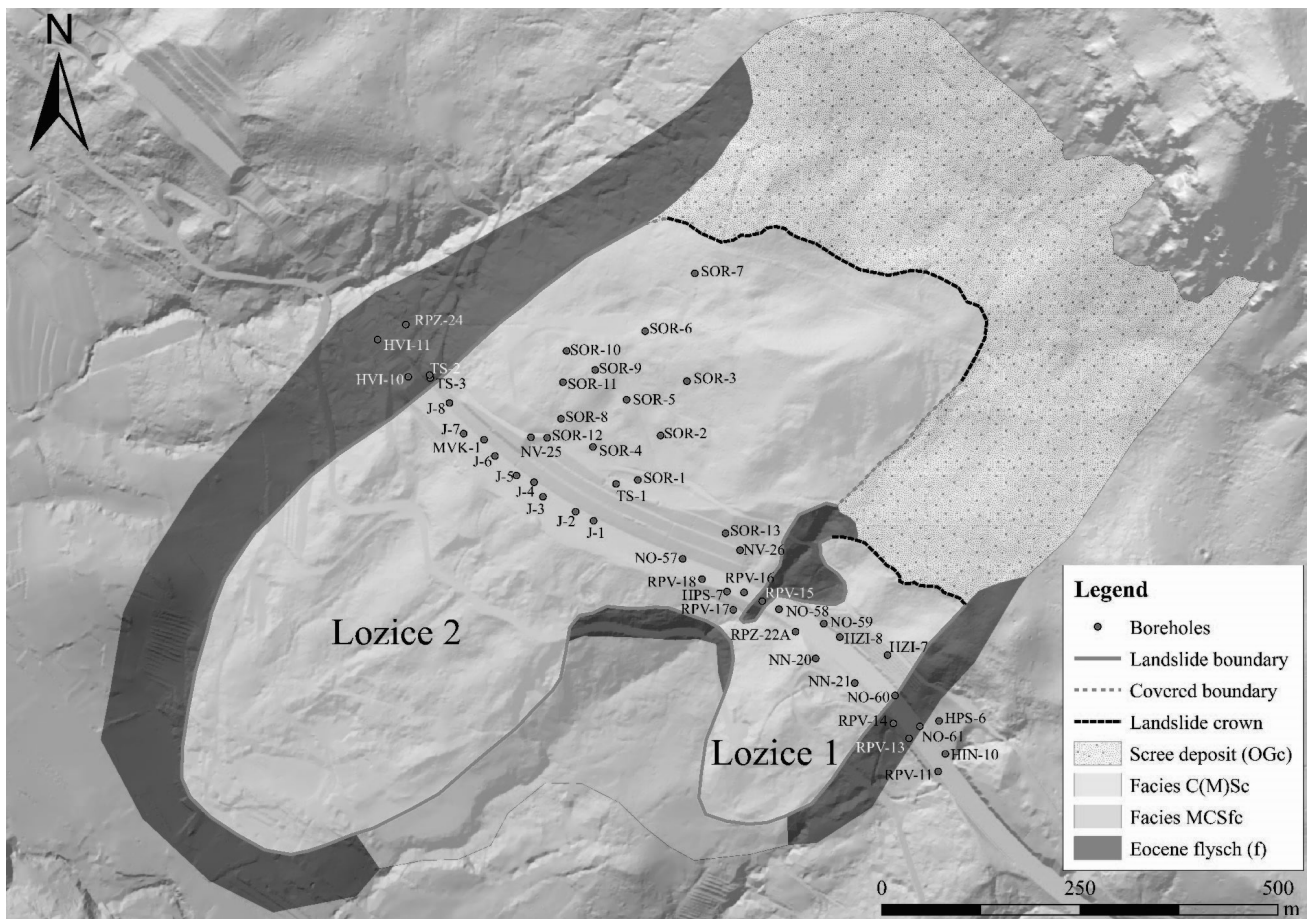 N
SOR-7
RPZ-24
SOR-6
HVI-11
SOR-10
SOR-9
TS-2
HVI-10
TS-3
SOR-11
SOR-3
J-8
SOR-5
SOR-8
J-7
MVK-1
SOR-12
SOR-2
NV-25
SOR-4
J-6
J-5
SOR-1
J-4
TS-1
J-3
J-2
J-1
SOR-13
NV-26
NO-57
RPV-18
RPV-16
HPS-7
RPV-15
RPV-17
NO-58
NO-59
RPZ-22A
HZI-8
Lozice 2
HZI-7
NN-20
NN-21
NO-60
RPV-14
HPS-6
NO-61
RPV-13
Lozice 1
HIN-10
RPV-11
Legend
Boreholes
Landslide boundary
Covered boundary
Landslide crown
Scree deposit (OGc)
Facies C(M)Sc
Facies MCSfc
Eocene flysch (f)
0 250 500
m